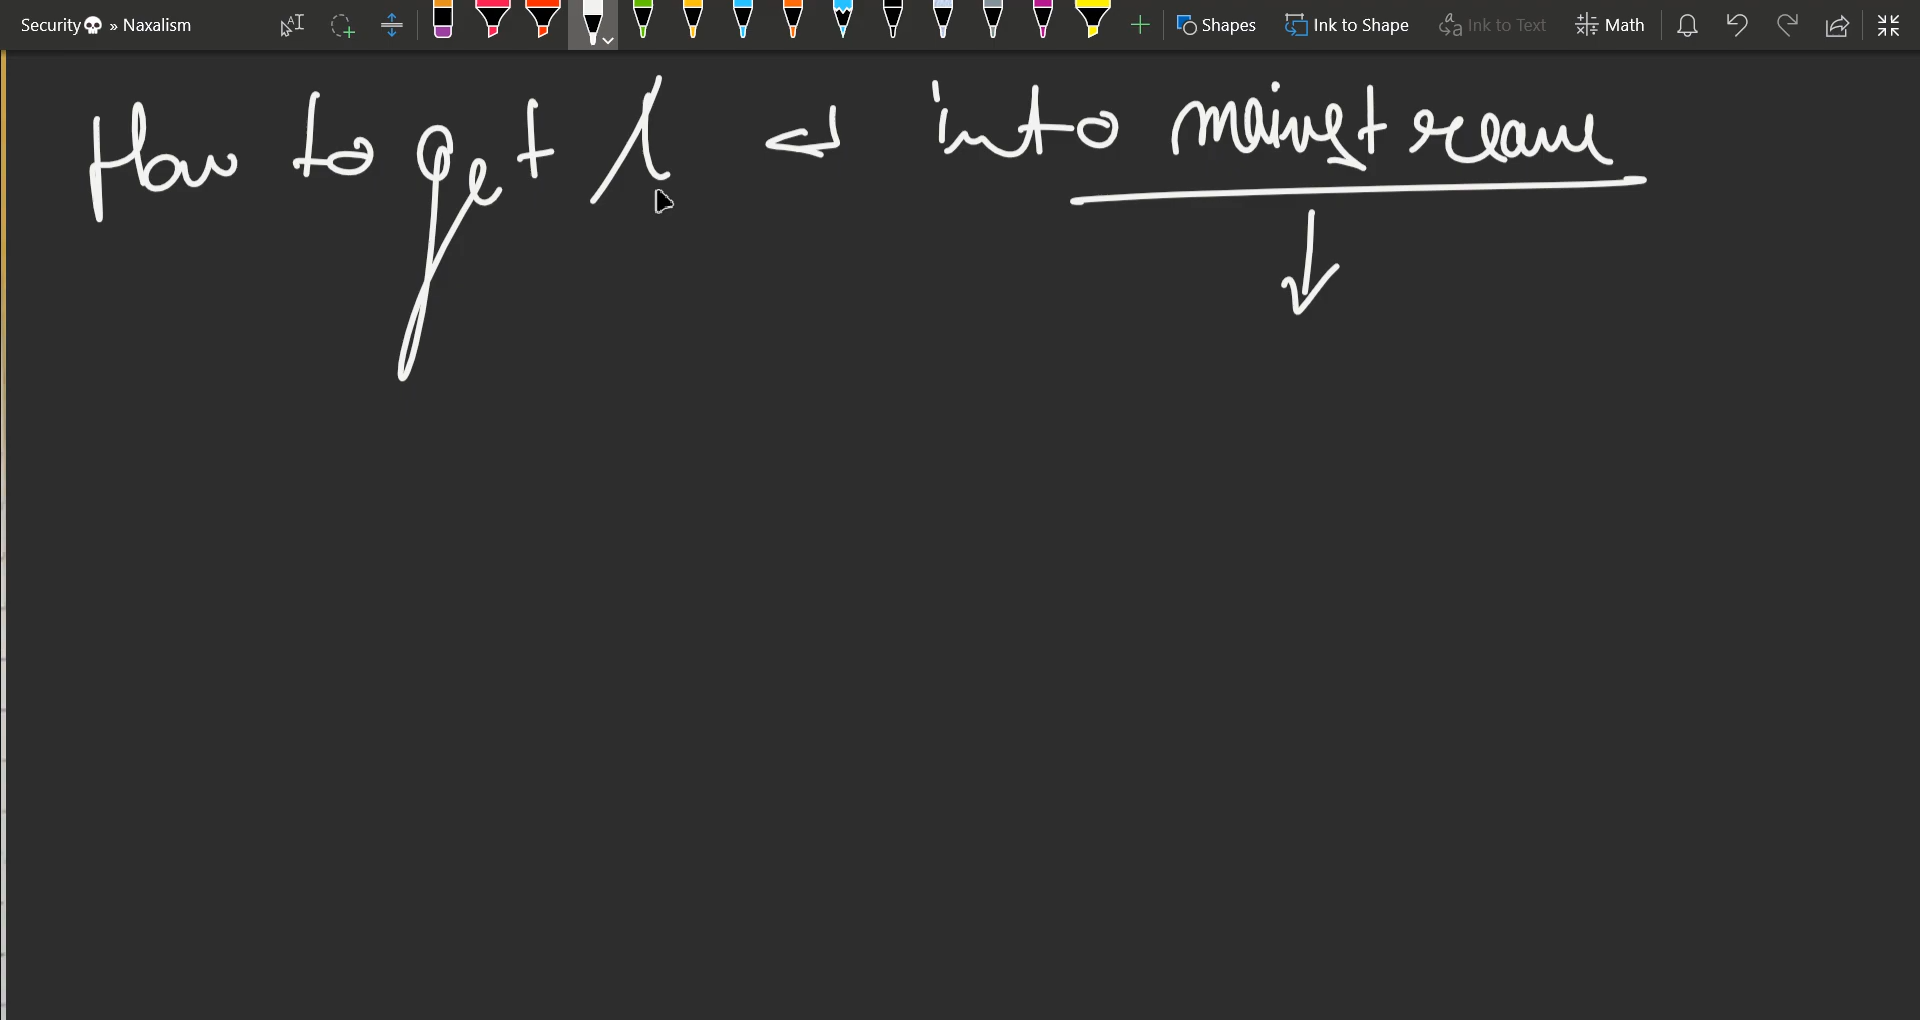 Security💀 » Naxalism Shapes Ink to Shape Ink to Text Math
How to get into mainstream